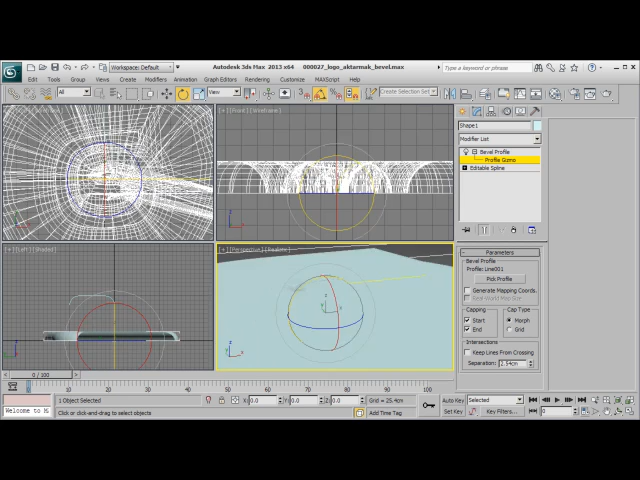 Workspace: Default
Autodesk 3ds Max 2013 x64 000027_logo_aktarmak_bevel.max
Type a keyword or phrase
Edit Tools Group Views Create Modifiers Animation Graph Editors Rendering Customize MAXScript Help
All View Create Selection Set
Shape1
Modifier List
Bevel Profile
Profile Gizmo
Editable Spline
[+][Left][Shaded]
[+][Perspective][Realistic]
Parameters
Bevel Profile
Profile: Line001
Pick Profile
Generate Mapping Coords.
Real-World Map Size
Capping
Start
End
Cap Type
Morph
Grid
Intersections
Keep Lines From Crossing
Separation: 2.54cm
0 / 100
10 20 30 40 50 60 70 80 90 100
1 Object Selected
X: 0.0 Y: 0.0 Z: 0.0 Grid = 25.4cm
Auto Key Selected
Welcome to M
Click or click-and-drag to select objects
Add Time Tag
Set Key
Key Filters...
0